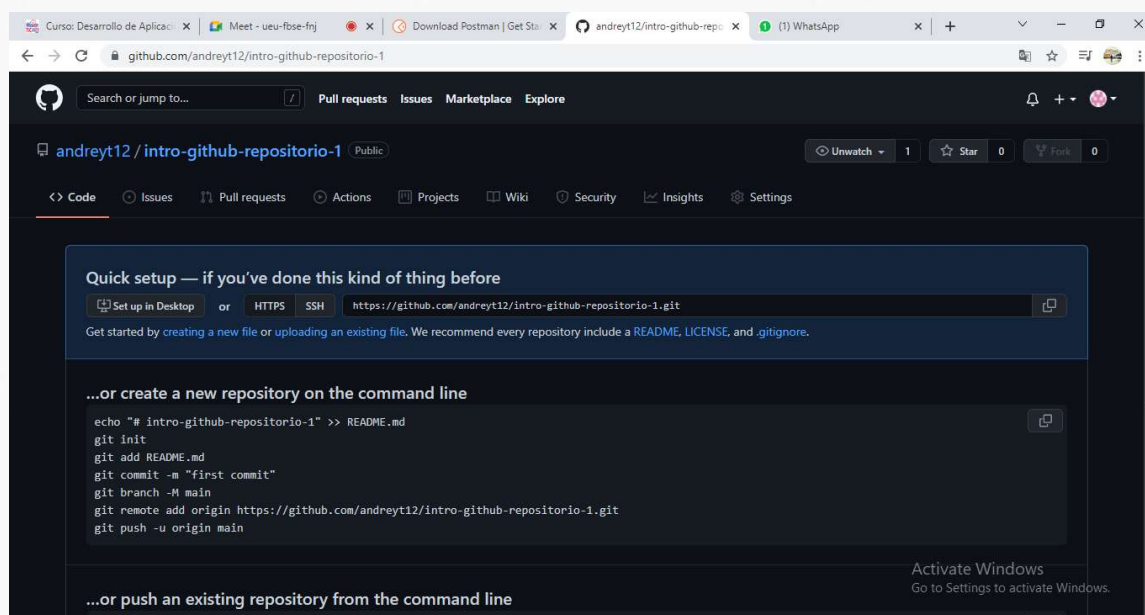 Curso: Desarrollo de Aplicaci
Meet - ueu-fbse-fnj
Download Postman | Get Sta
andreyt12/intro-github-repo
(1) WhatsApp
github.com/andreyt12/intro-github-repositorio-1
Search or jump to... /
Pull requests Issues Marketplace Explore
andreyt12 / intro-github-repositorio-1 Public
Unwatch 1 Star 0 Fork 0
<> Code Issues Pull requests Actions Projects Wiki Security Insights Settings
Quick setup — if you've done this kind of thing before
Set up in Desktop or HTTPS SSH https://github.com/andreyt12/intro-github-repositorio-1.git
Get started by creating a new file or uploading an existing file. We recommend every repository include a README, LICENSE, and .gitignore.
...or create a new repository on the command line
echo "# intro-github-repositorio-1" >> README.md
git init
git add README.md
git commit -m "first commit"
git branch -M main
git remote add origin https://github.com/andreyt12/intro-github-repositorio-1.git
git push -u origin main
Activate Windows
Go to Settings to activate Windows.
...or push an existing repository from the command line